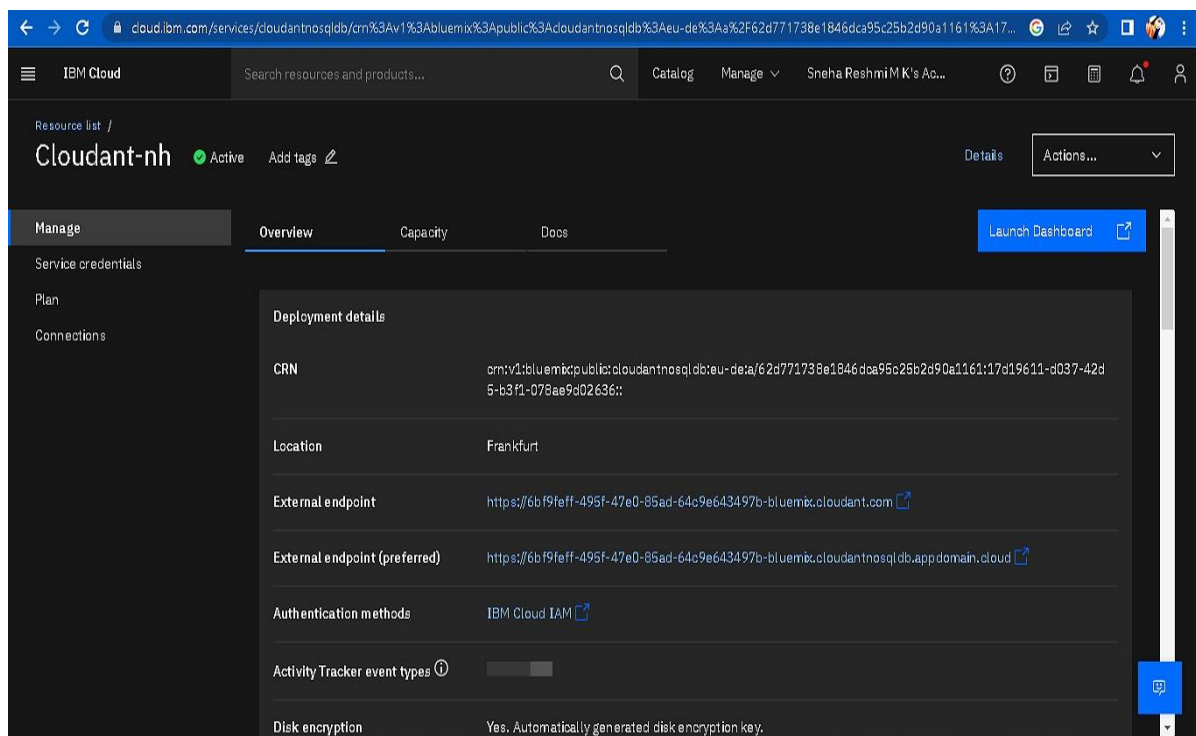 cloud.ibm.com/services/cloudantnosqldb/crn%3Av1%3Abluemix%3Apublic%3Acloudantnosqldb%3Aeu-de%3Aa%2F62d771738e1846dca95c25b2d90a1161%3A17...
IBM Cloud
Search resources and products...
Catalog
Manage
Sneha Reshmi M K's Ac...
Resource list /
Cloudant-nh
Active
Add tags
Details
Actions...
Manage
Service credentials
Plan
Connections
Overview
Capacity
Docs
Launch Dashboard
Deployment details
CRN
crn:v1:bluemix:public:cloudantnosqldb:eu-de:a/62d771738e1846dca95c25b2d90a1161:17d19611-d037-42d
5-b3f1-078ae9d02636::
Location
Frankfurt
External endpoint
https://6bf9feff-495f-47e0-85ad-64c9e643497b-bluemix.cloudant.com
External endpoint (preferred)
https://6bf9feff-495f-47e0-85ad-64c9e643497b-bluemix.cloudantnosqldb.appdomain.cloud
Authentication methods
IBM Cloud IAM
Activity Tracker event types
Disk encryption
Yes. Automatically generated disk encryption key.